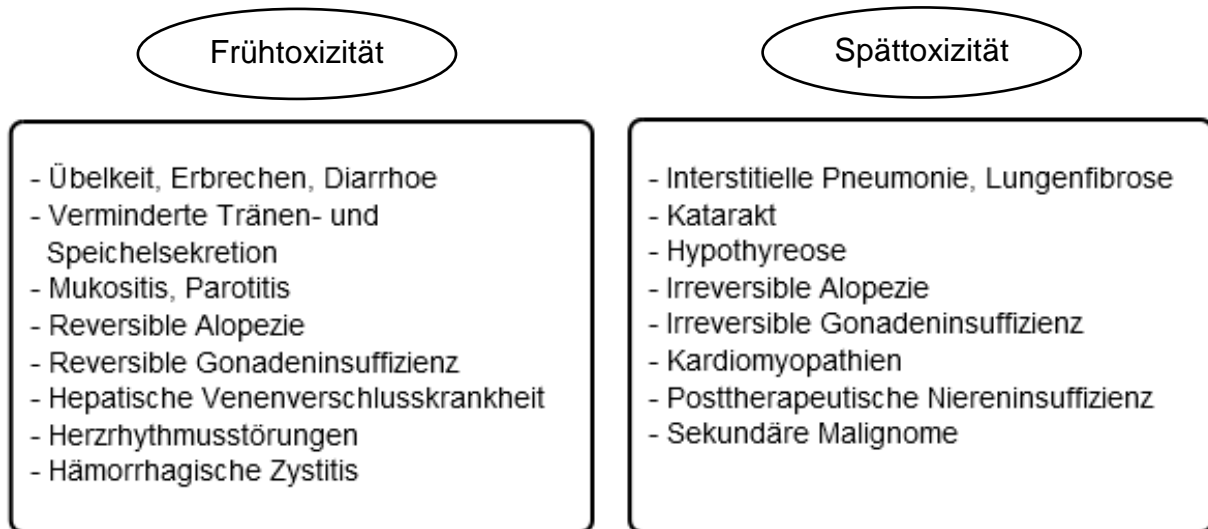 Frühtoxizität
- Übelkeit, Erbrechen, Diarrhoe
- Verminderte Tränen- und
Speichelsekretion
- Mukositis, Parotitis
- Reversible Alopezie
- Reversible Gonadeninsuffizienz
- Hepatische Venenverschlusskrankheit
- Herzrhythmusstörungen
- Hämorrhagische Zystitis
Spättoxizität
- Interstitielle Pneumonie, Lungenfibrose
- Katarakt
- Hypothyreose
- Irreversible Alopezie
- Irreversible Gonadeninsuffizienz
- Kardiomyopathien
- Posttherapeutische Niereninsuffizienz
- Sekundäre Malignome